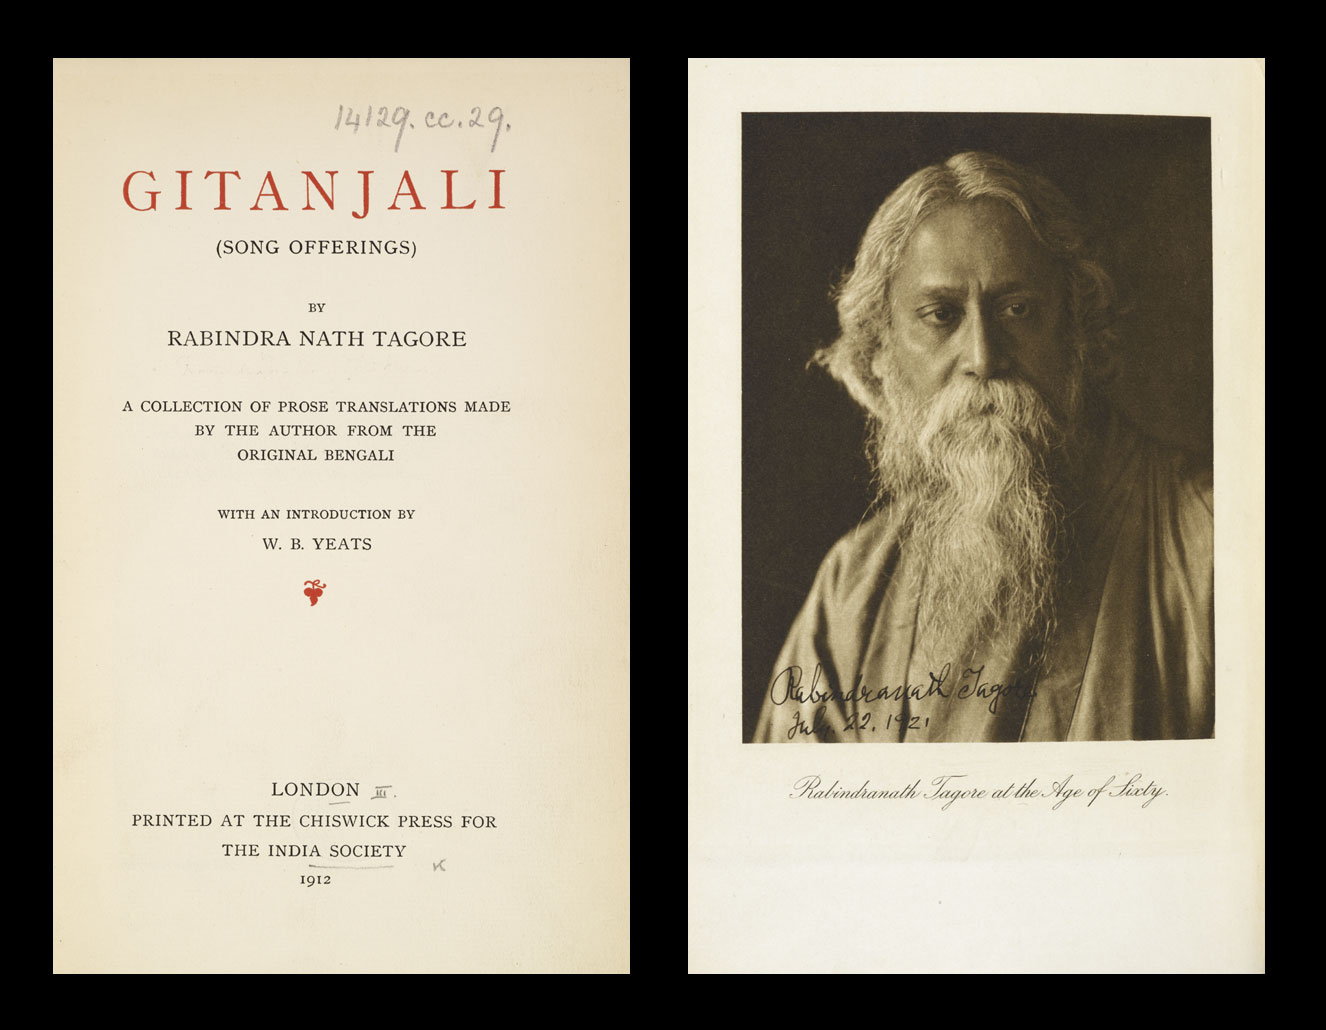 14129.cc.29.
GITANJALI
(SONG OFFERINGS)
BY
RABINDRA NATH TAGORE
A COLLECTION OF PROSE TRANSLATIONS MADE
BY THE AUTHOR FROM THE
ORIGINAL BENGALI
WITH AN INTRODUCTION BY
W. B. YEATS
LONDON III.
PRINTED AT THE CHISWICK PRESS FOR
THE INDIA SOCIETY
K
1912
Rabindranath Tagore
July. 22. 1921
Rabindranath Tagore at the Age of Sixty.